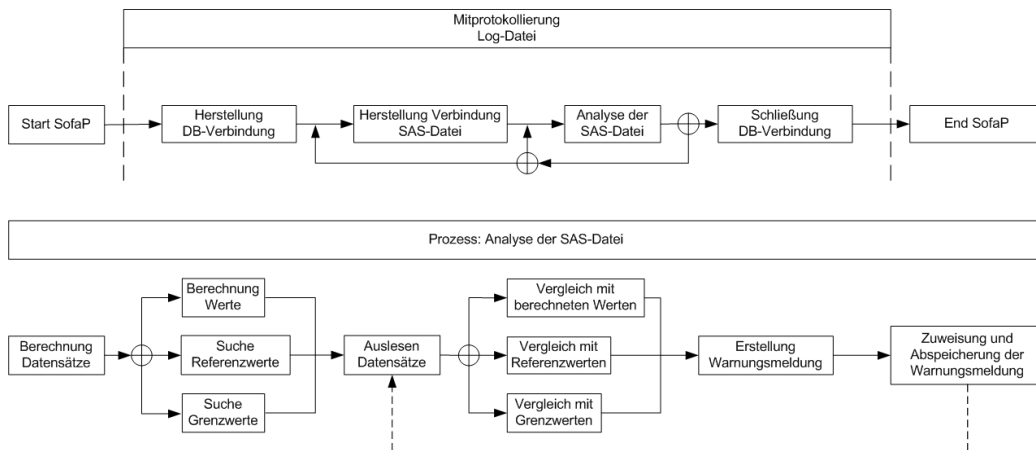 Mitprotokollierung
Log-Datei
Start SofaP
Herstellung
DB-Verbindung
Herstellung Verbindung
SAS-Datei
Analyse der
SAS-Datei
Schließung
DB-Verbindung
End SofaP
Prozess: Analyse der SAS-Datei
Berechnung
Datensätze
Berechnung
Werte
Suche
Referenzwerte
Suche
Grenzwerte
Auslesen
Datensätze
Vergleich mit
berechneten Werten
Vergleich mit
Referenzwerten
Vergleich mit
Grenzwerten
Erstellung
Warnungsmeldung
Zuweisung und
Abspeicherung der
Warnungsmeldung